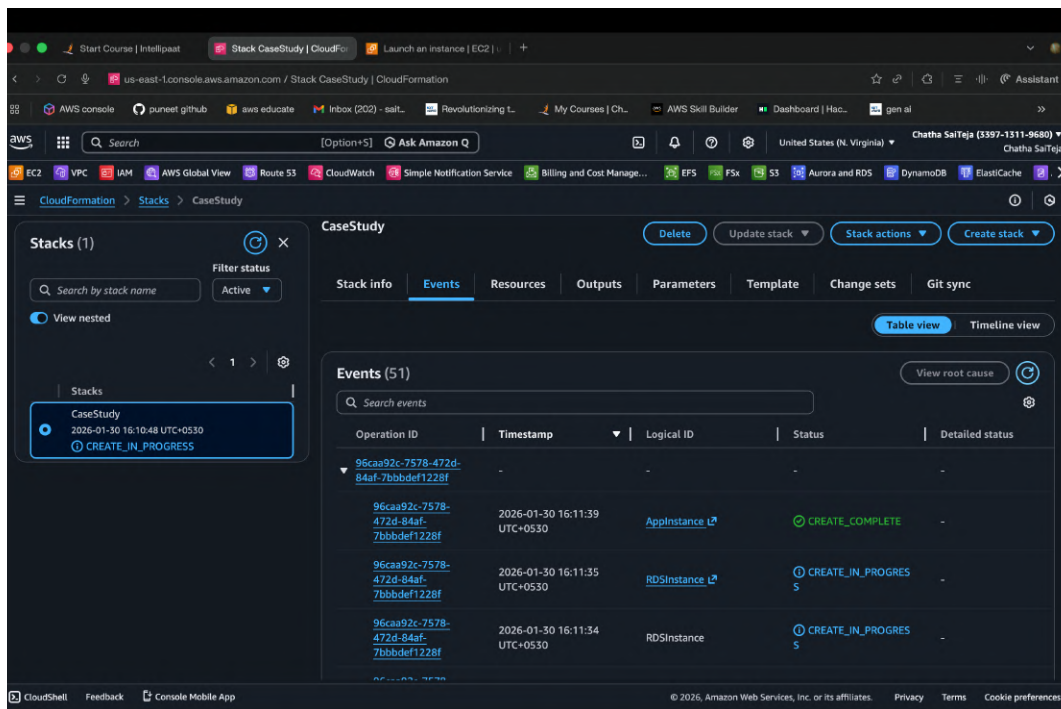 Start Course | Intellipaat
Stack CaseStudy | CloudFor
Launch an instance | EC2 | u
us-east-1.console.aws.amazon.com / Stack CaseStudy | CloudFormation
Assistant
AWS console
puneet github
aws educate
Inbox (202) - sait...
Revolutionizing t...
My Courses | Ch...
AWS Skill Builder
Dashboard | Hac...
gen ai
aws
Search
[Option+S]
Ask Amazon Q
United States (N. Virginia)
Chatha SaiTeja (3397-1311-9680)
Chatha SaiTeja
EC2
VPC
IAM
AWS Global View
Route 53
CloudWatch
Simple Notification Service
Billing and Cost Manage...
EFS
FSx
S3
Aurora and RDS
DynamoDB
ElastiCache
CloudFormation > Stacks > CaseStudy
Stacks (1)
Filter status
Search by stack name
Active
View nested
1
Stacks
CaseStudy
2026-01-30 16:10:48 UTC+0530
CREATE_IN_PROGRESS
CaseStudy
Delete
Update stack
Stack actions
Create stack
Stack info
Events
Resources
Outputs
Parameters
Template
Change sets
Git sync
Table view
Timeline view
Events (51)
View root cause
Search events
Operation ID
Timestamp
Logical ID
Status
Detailed status
96caa92c-7578-472d-
84af-7bbbdef1228f
-
-
-
-
96caa92c-7578-
472d-84af-
7bbbdef1228f
2026-01-30 16:11:39
UTC+0530
AppInstance
CREATE_COMPLETE
-
96caa92c-7578-
472d-84af-
7bbbdef1228f
2026-01-30 16:11:35
UTC+0530
RDSInstance
CREATE_IN_PROGRES
S
-
96caa92c-7578-
472d-84af-
7bbbdef1228f
2026-01-30 16:11:34
UTC+0530
RDSInstance
CREATE_IN_PROGRES
S
-
CloudShell
Feedback
Console Mobile App
© 2026, Amazon Web Services, Inc. or its affiliates.
Privacy
Terms
Cookie preferences